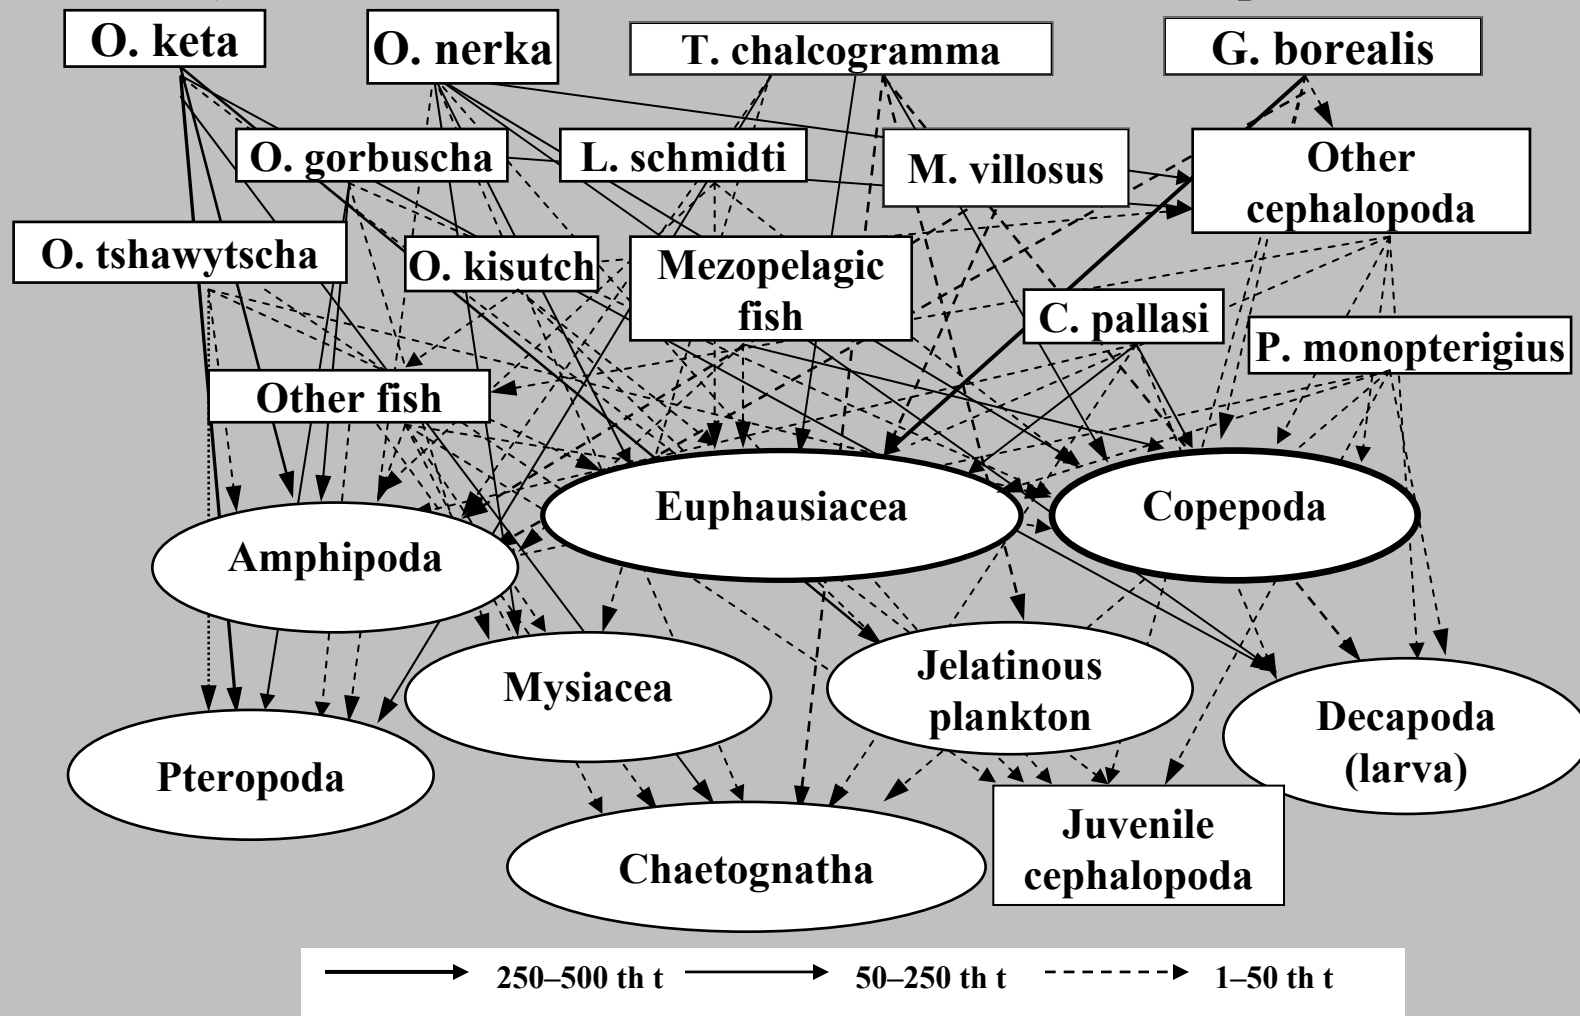 O. keta
O. nerka
T. chalcogramma
G. borealis
O. gorbuscha
L. schmidti
M. villosus
Other
cephalopoda
O. tshawytscha
O. kisutch
Mezopelagic
fish
C. pallasi
P. monopterigius
Other fish
Euphausiacea
Copepoda
Amphipoda
Mysiacea
Jelatinous
plankton
Decapoda
(larva)
Pteropoda
Chaetognatha
Juvenile
cephalopoda
250–500 th t
50–250 th t
1–50 th t